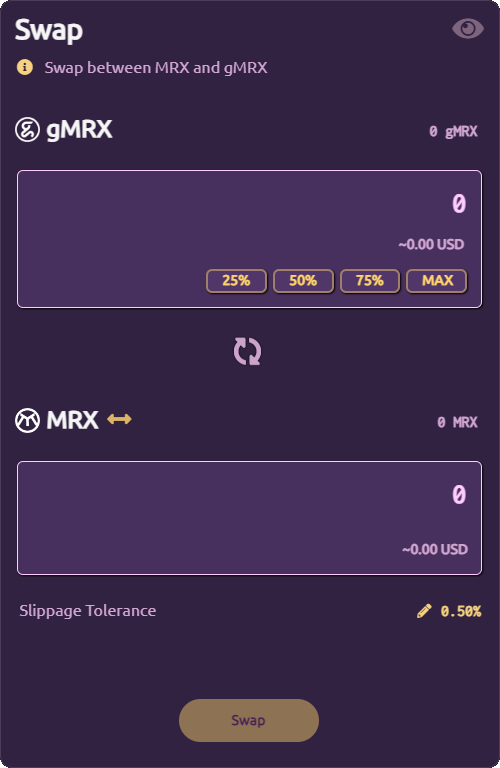 Swap
Swap between MRX and gMRX
gMRX 0 gMRX
0
~0.00 USD
25% 50% 75% MAX
MRX 0 MRX
0
~0.00 USD
Slippage Tolerance 0.50%
Swap